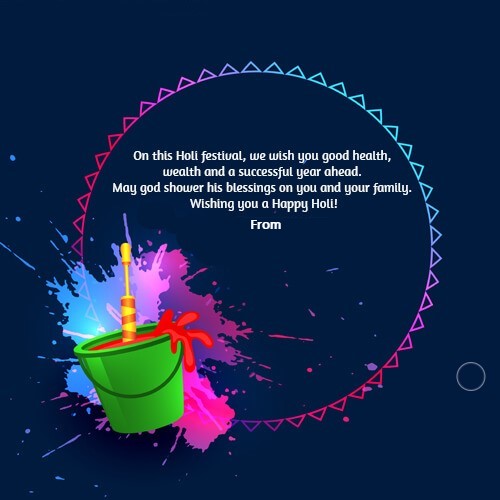 On this Holi festival, we wish you good health,
wealth and a successful year ahead.
May god shower his blessings on you and your family.
Wishing you a Happy Holi!
From